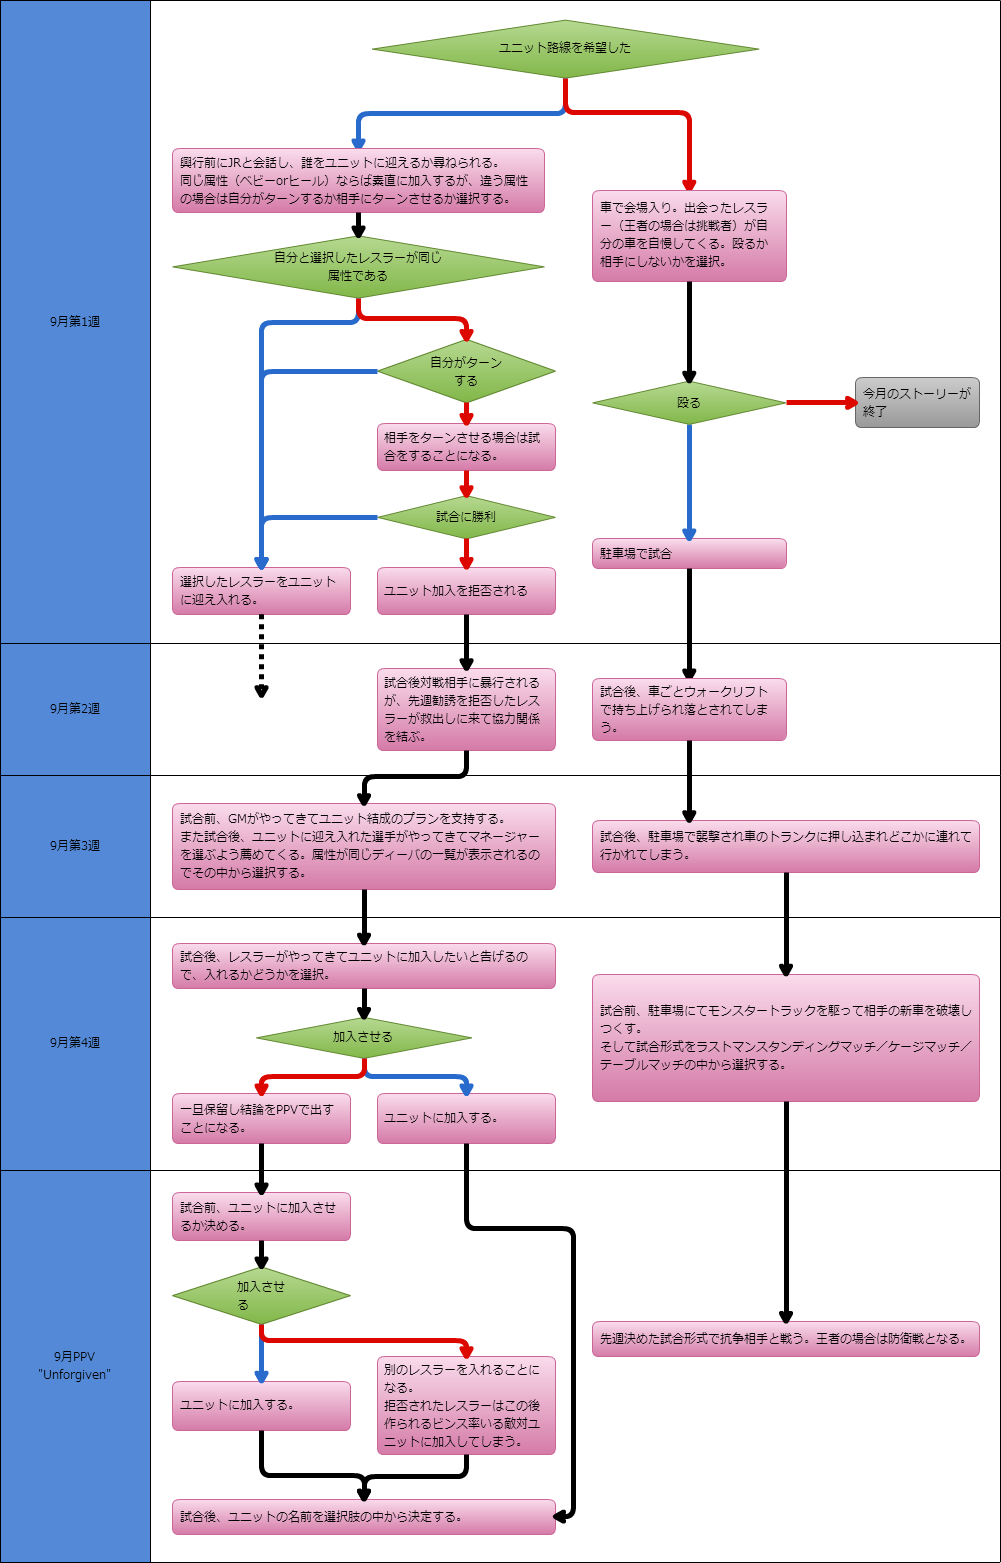 ユニット路線を希望した
9月第1週
興行前にJRと会話し、誰をユニットに迎えるか尋ねられる。
同じ属性（ベビーorヒール）ならば素直に加入するが、違う属性
の場合は自分がターンするか相手にターンさせるか選択する。
車で会場入り。出会ったレスラ
ー（王者の場合は挑戦者）が自
分の車を自慢してくる。殴るか
相手にしないかを選択。
自分と選択したレスラーが同じ
属性である
自分がターン
する
殴る
今月のストーリーが
終了
相手をターンさせる場合は試
合をすることになる。
試合に勝利
駐車場で試合
選択したレスラーをユニット
に迎え入れる。
ユニット加入を拒否される
9月第2週
試合後対戦相手に暴行される
が、先週勧誘を拒否したレス
ラーが救出しに来て協力関係
を結ぶ。
試合後、車ごとウォークリフト
で持ち上げられ落とされてしま
う。
9月第3週
試合前、GMがやってきてユニット結成のプランを支持する。
また試合後、ユニットに迎え入れた選手がやってきてマネージャー
を選ぶよう薦めてくる。属性が同じディーバの一覧が表示されるの
でその中から選択する。
試合後、駐車場で襲撃され車のトランクに押し込まれどこかに連れて
行かれてしまう。
9月第4週
試合後、レスラーがやってきてユニットに加入したいと告げるの
で、入れるかどうかを選択。
加入させる
一旦保留し結論をPPVで出す
ことになる。
ユニットに加入する。
試合前、駐車場にてモンスタートラックを駆って相手の新車を破壊し
つくす。
そして試合形式をラストマンスタンディングマッチ／ケージマッチ／
テーブルマッチの中から選択する。
9月PPV
"Unforgiven"
試合前、ユニットに加入させ
るか決める。
加入させ
る
ユニットに加入する。
別のレスラーを入れることに
なる。
拒否されたレスラーはこの後
作られるビンス率いる敵対ユ
ニットに加入してしまう。
先週決めた試合形式で抗争相手と戦う。王者の場合は防衛戦となる。
試合後、ユニットの名前を選択肢の中から決定する。